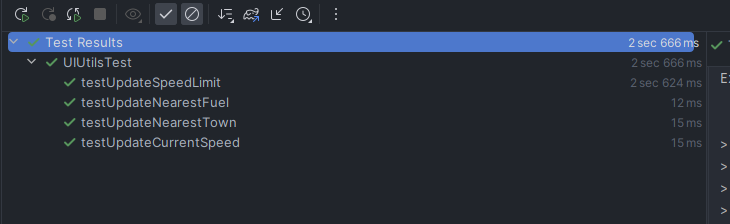 Test Results 2 sec 666 ms
UIUtilsTest 2 sec 666 ms
testUpdateSpeedLimit 2 sec 624 ms
testUpdateNearestFuel 12 ms
testUpdateNearestTown 15 ms
testUpdateCurrentSpeed 15 ms
T
E
>
>
>
>